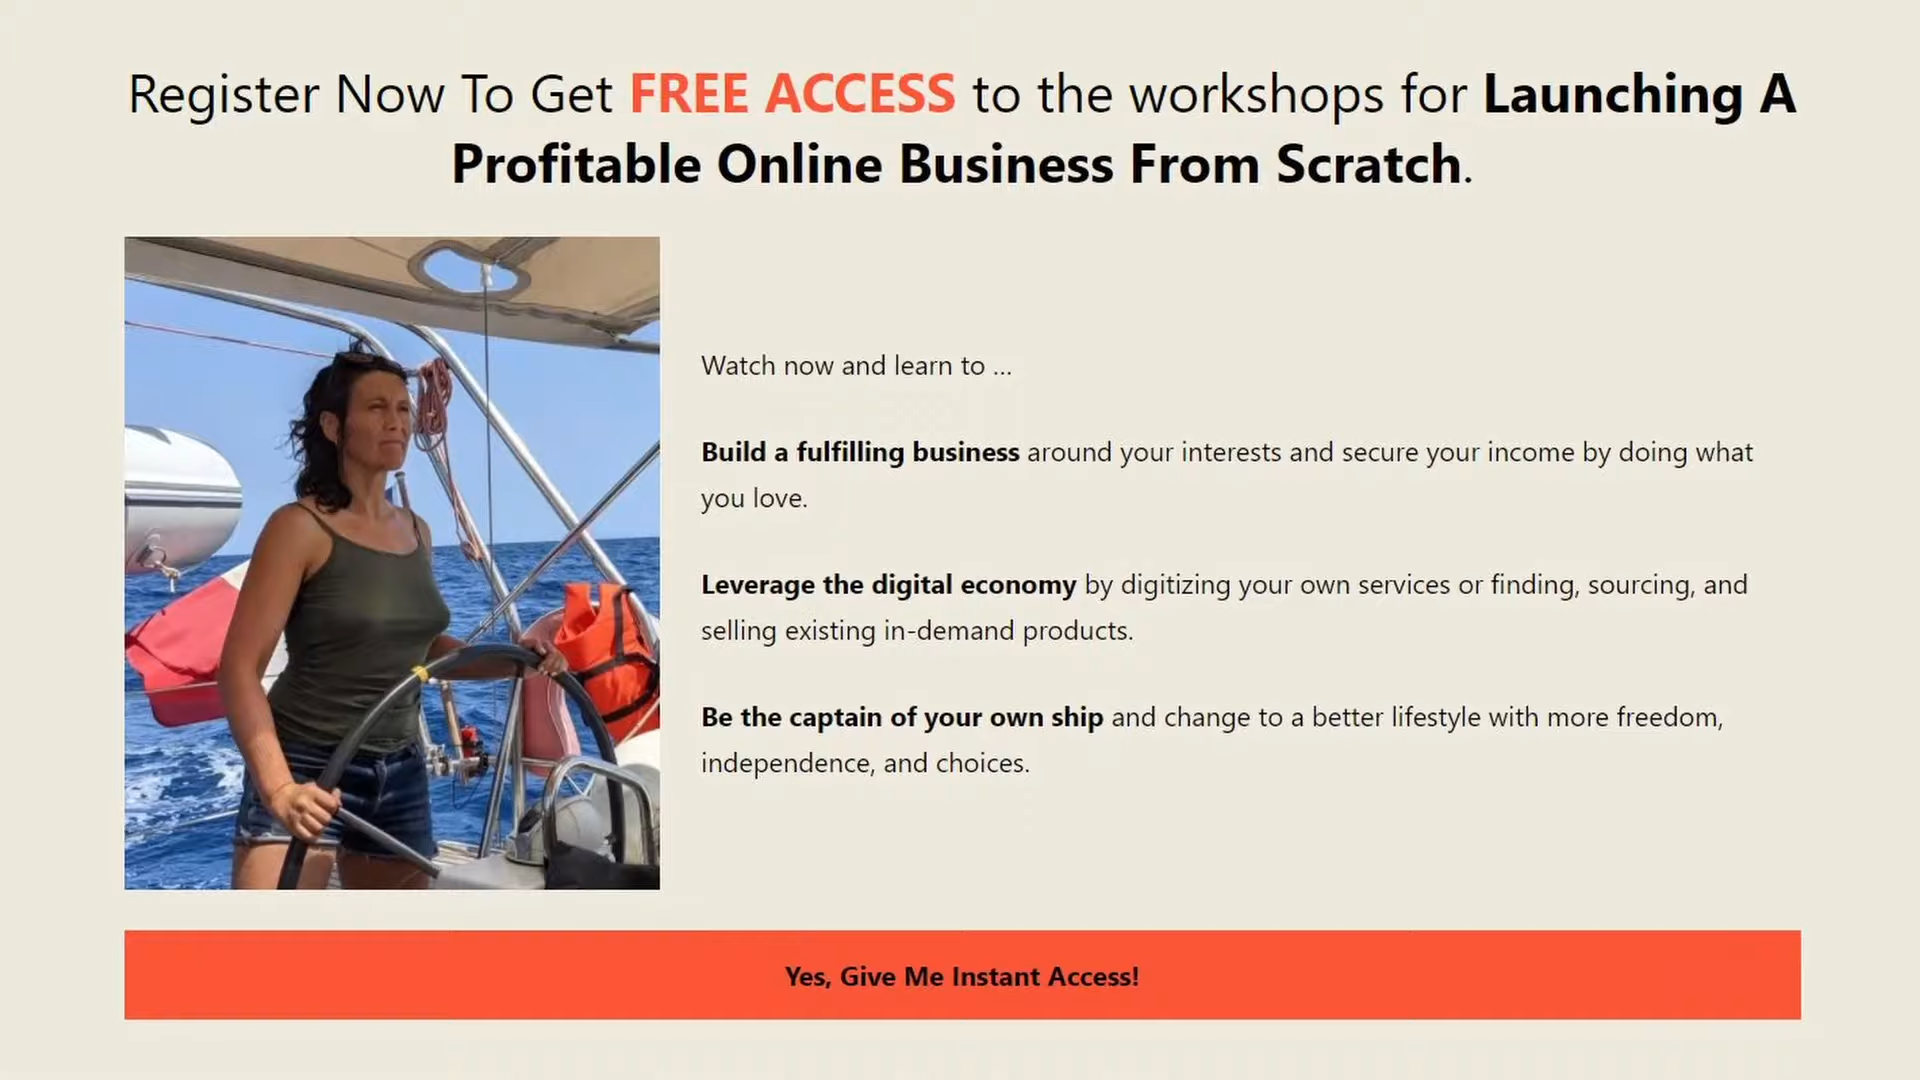 Register Now To Get FREE ACCESS to the workshops for Launching A
Profitable Online Business From Scratch.
Watch now and learn to ...
Build a fulfilling business around your interests and secure your income by doing what
you love.
Leverage the digital economy by digitizing your own services or finding, sourcing, and
selling existing in-demand products.
Be the captain of your own ship and change to a better lifestyle with more freedom,
independence, and choices.
Yes, Give Me Instant Access!